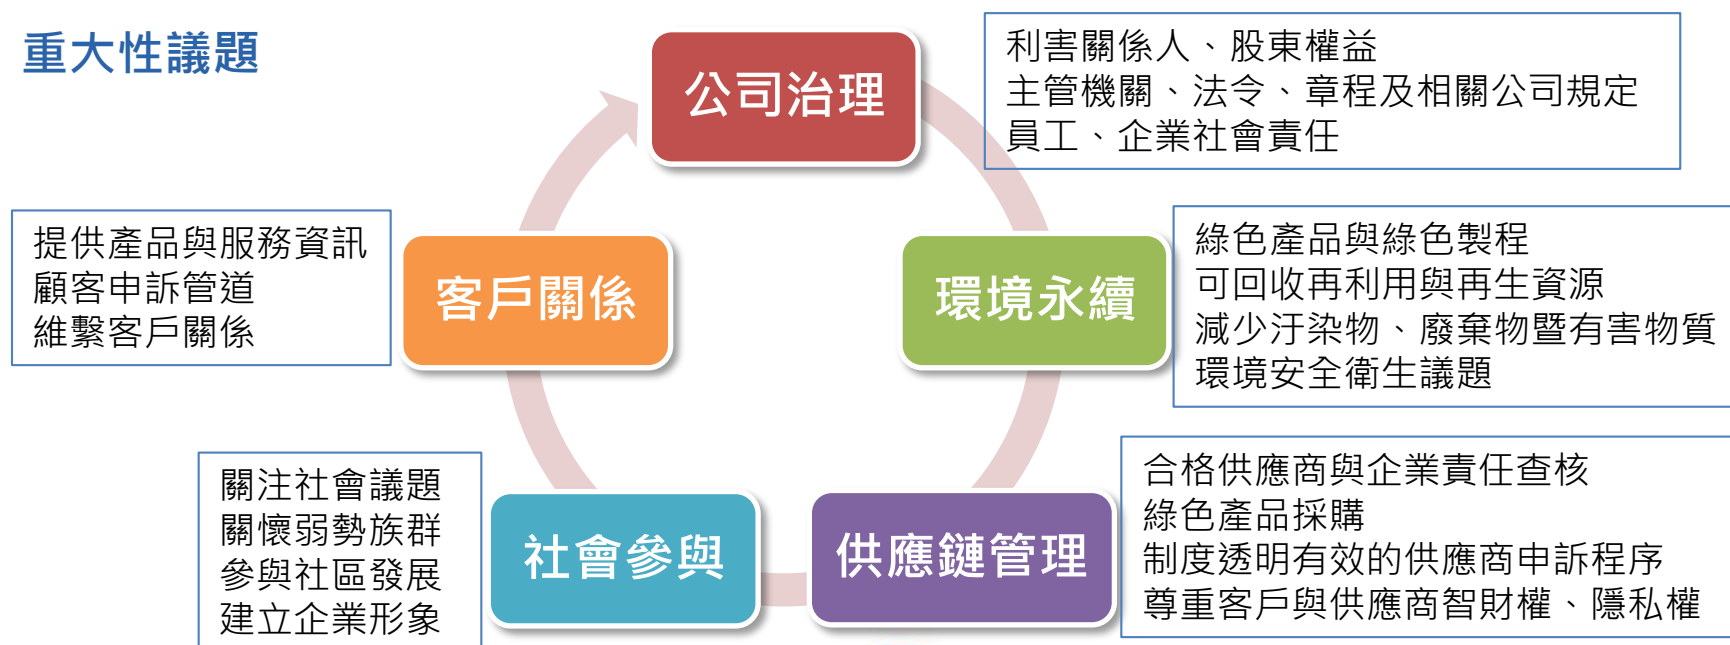 重大性議題
公司治理
利害關係人、股東權益
主管機關、法令、章程及相關公司規定
員工、企業社會責任
環境永續
綠色產品與綠色製程
可回收再利用與再生資源
減少汙染物、廢棄物暨有害物質
環境安全衛生議題
供應鏈管理
合格供應商與企業責任查核
綠色產品採購
制度透明有效的供應商申訴程序
尊重客戶與供應商智財權、隱私權
社會參與
關注社會議題
關懷弱勢族群
參與社區發展
建立企業形象
客戶關係
提供產品與服務資訊
顧客申訴管道
維繫客戶關係